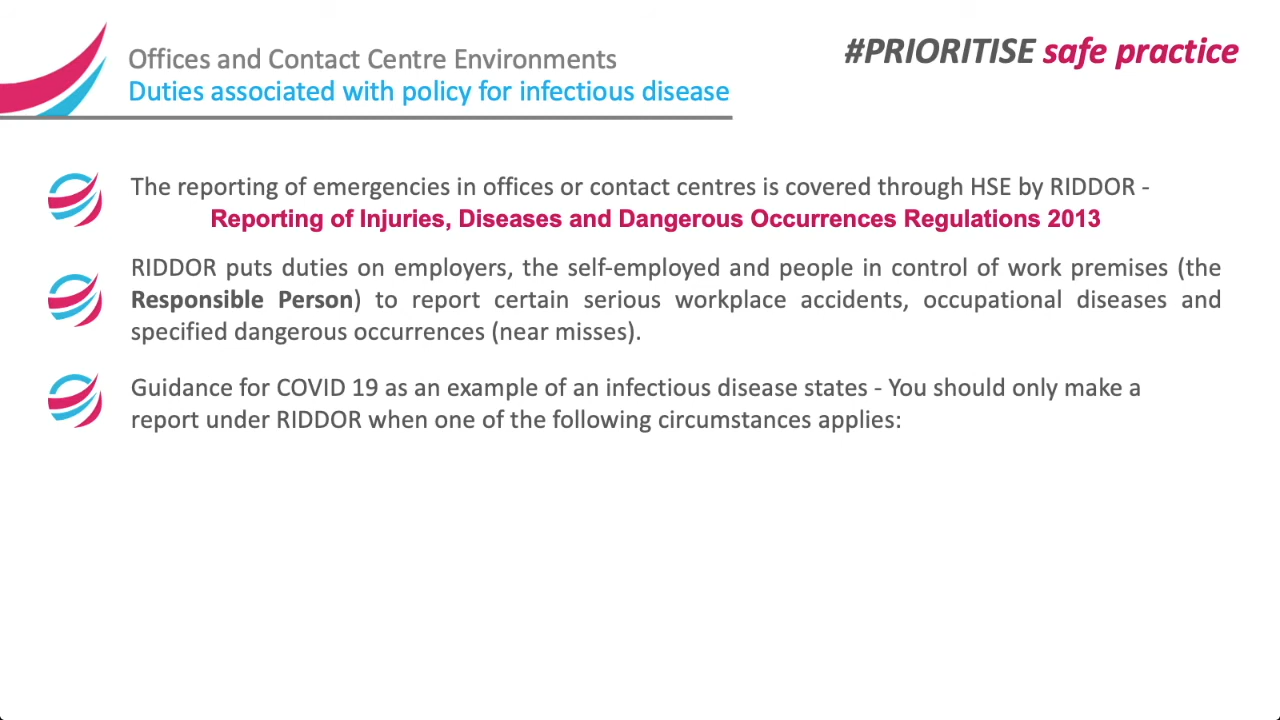 Offices and Contact Centre Environments
Duties associated with policy for infectious disease
#PRIORITISE safe practice
The reporting of emergencies in offices or contact centres is covered through HSE by RIDDOR -
Reporting of Injuries, Diseases and Dangerous Occurrences Regulations 2013
RIDDOR puts duties on employers, the self-employed and people in control of work premises (the
Responsible Person) to report certain serious workplace accidents, occupational diseases and
specified dangerous occurrences (near misses).
Guidance for COVID 19 as an example of an infectious disease states - You should only make a
report under RIDDOR when one of the following circumstances applies: